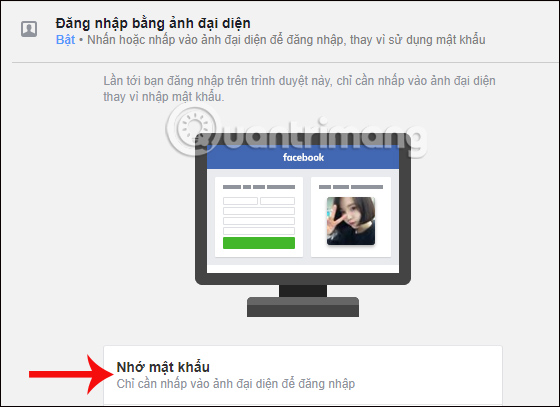 Đăng nhập bằng ảnh đại diện
Bật • Nhấn hoặc nhấp vào ảnh đại diện để đăng nhập, thay vì sử dụng mật khẩu
Lần tới bạn đăng nhập trên trình duyệt này, chỉ cần nhấp vào ảnh đại diện
thay vì nhập mật khẩu.
Quantrimang
facebook
Nhớ mật khẩu
Chỉ cần nhấp vào ảnh đại diện để đăng nhập